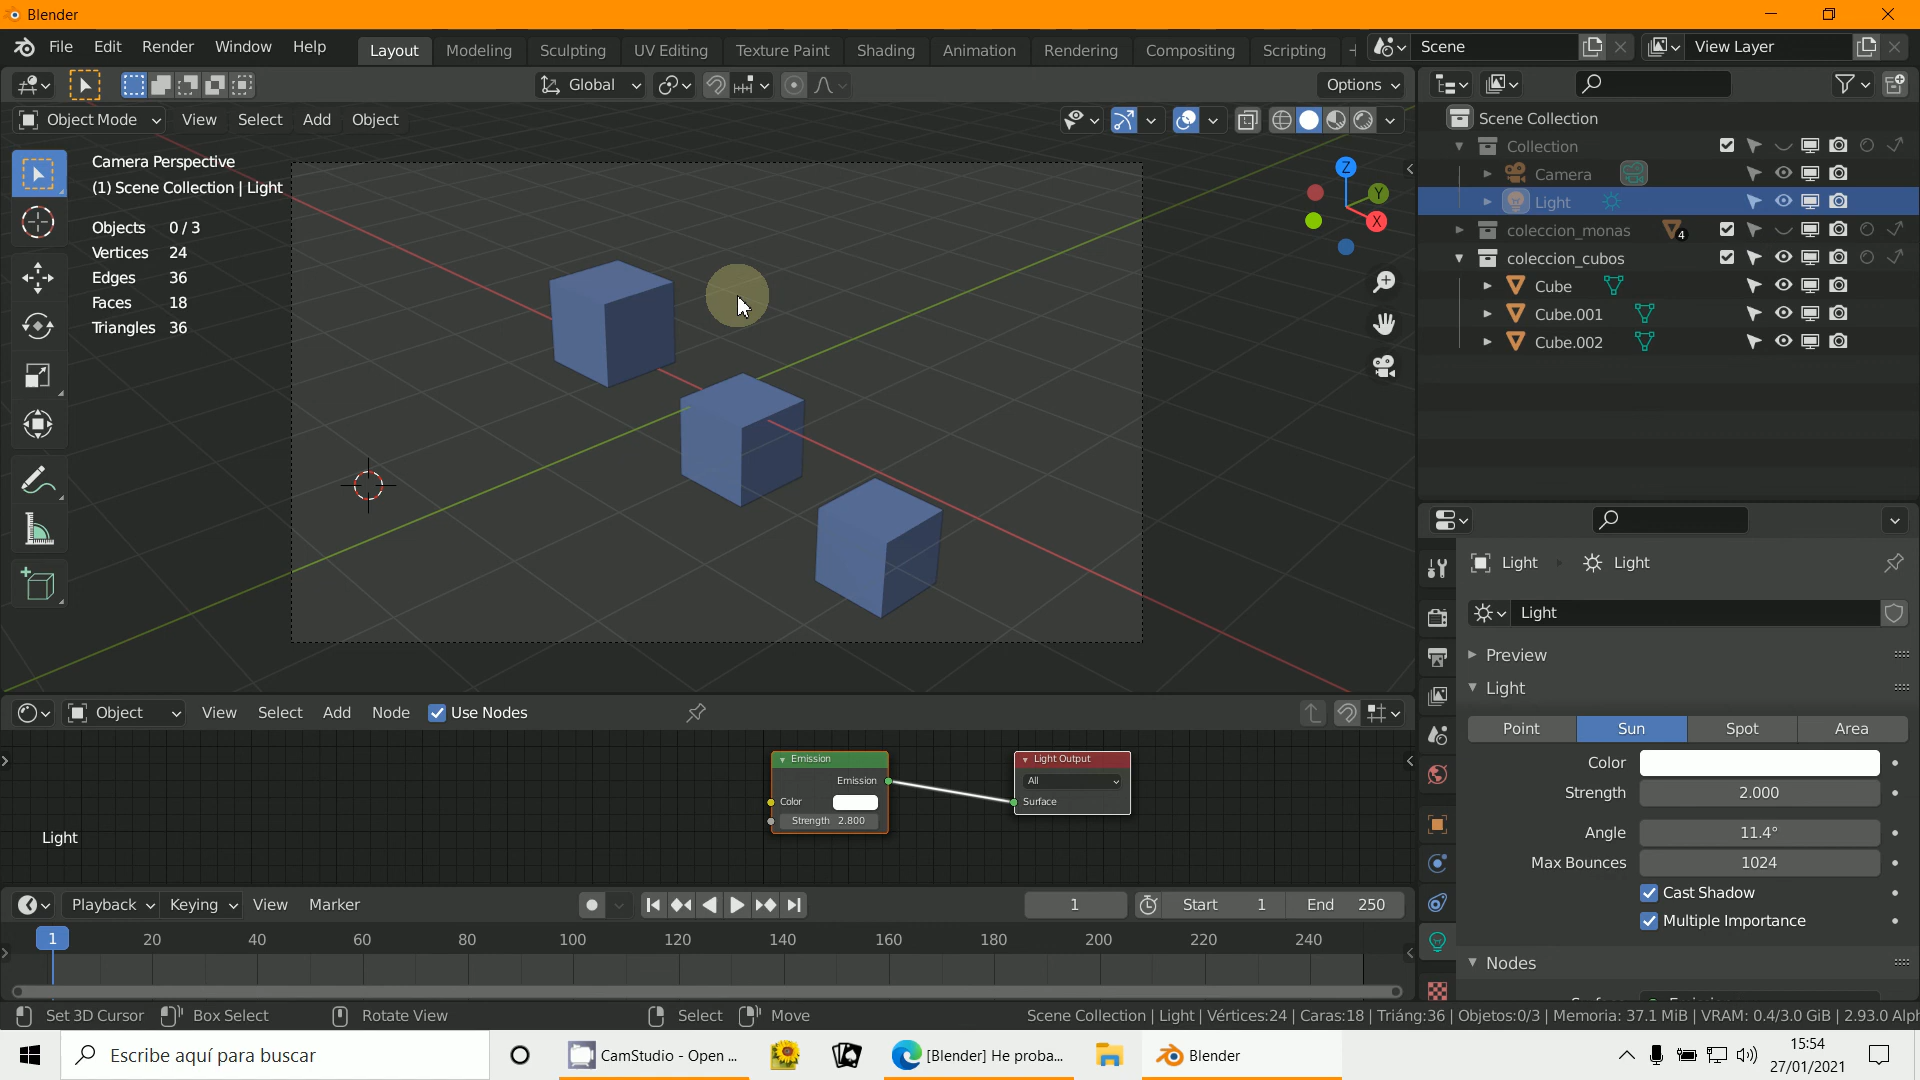 Blender
File Edit Render Window Help Layout Modeling Sculpting UV Editing Texture Paint Shading Animation Rendering Compositing Scripting Scene View Layer
Global Options
Object Mode View Select Add Object
Camera Perspective
(1) Scene Collection | Light
Objects 0/3
Vertices 24
Edges 36
Faces 18
Triangles 36
Z
Y
X
Scene Collection
Collection
Camera
Light
coleccion_monas 4
coleccion_cubos
Cube
Cube.001
Cube.002
Light Light
Light
Preview
Light
Point Sun Spot Area
Color
Strength 2.000
Angle 11.4°
Max Bounces 1024
Cast Shadow
Multiple Importance
Nodes
Object View Select Add Node Use Nodes
Emission
Emission
Color
Strength 2.800
Light Output
All
Surface
Light
Playback Keying View Marker 1 Start 1 End 250
1 20 40 60 80 100 120 140 160 180 200 220 240
Set 3D Cursor Box Select Rotate View Select Move Scene Collection | Light | Vértices:24 | Caras:18 | Triáng:36 | Objetos:0/3 | Memoria: 37.1 MiB | VRAM: 0.4/3.0 GiB | 2.93.0 Alph
Escribe aquí para buscar CamStudio - Open ... [Blender] He proba... Blender
15:54
27/01/2021